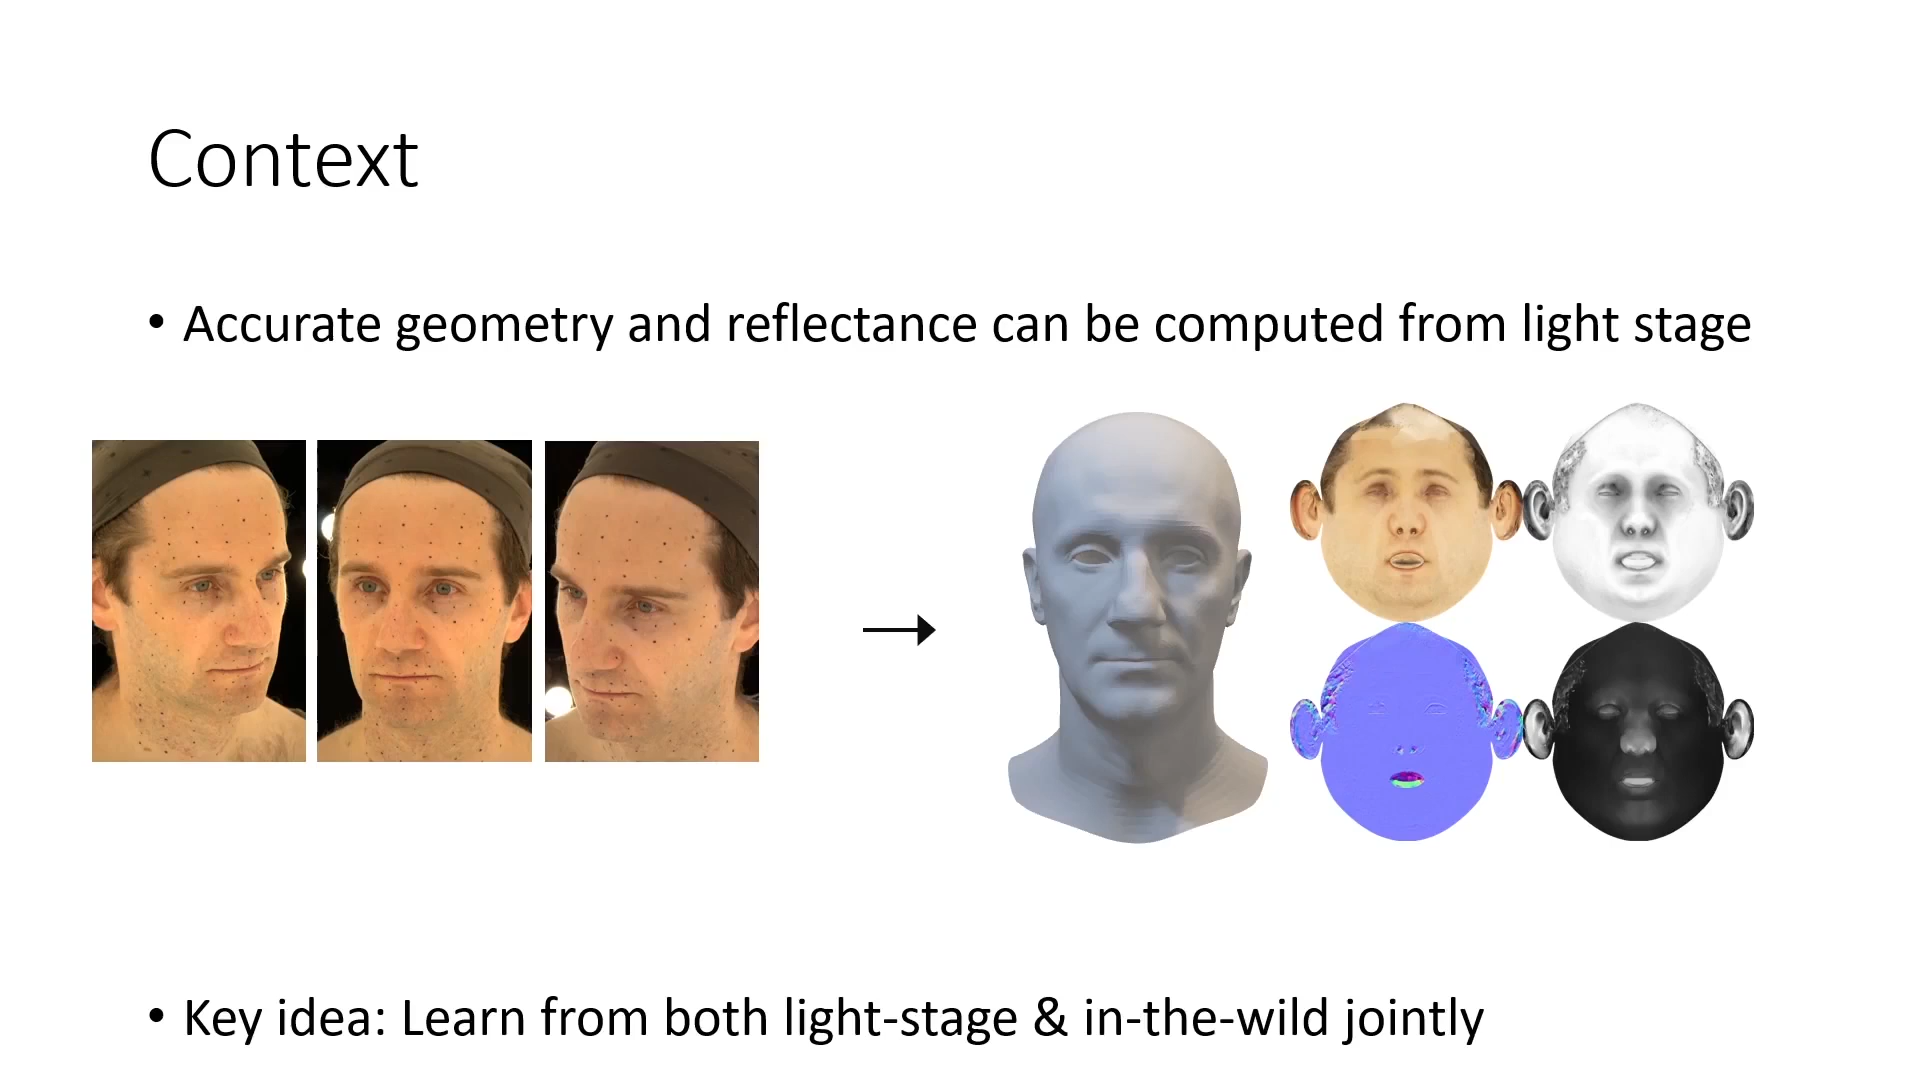 Context
• Accurate geometry and reflectance can be computed from light stage
• Key idea: Learn from both light-stage & in-the-wild jointly